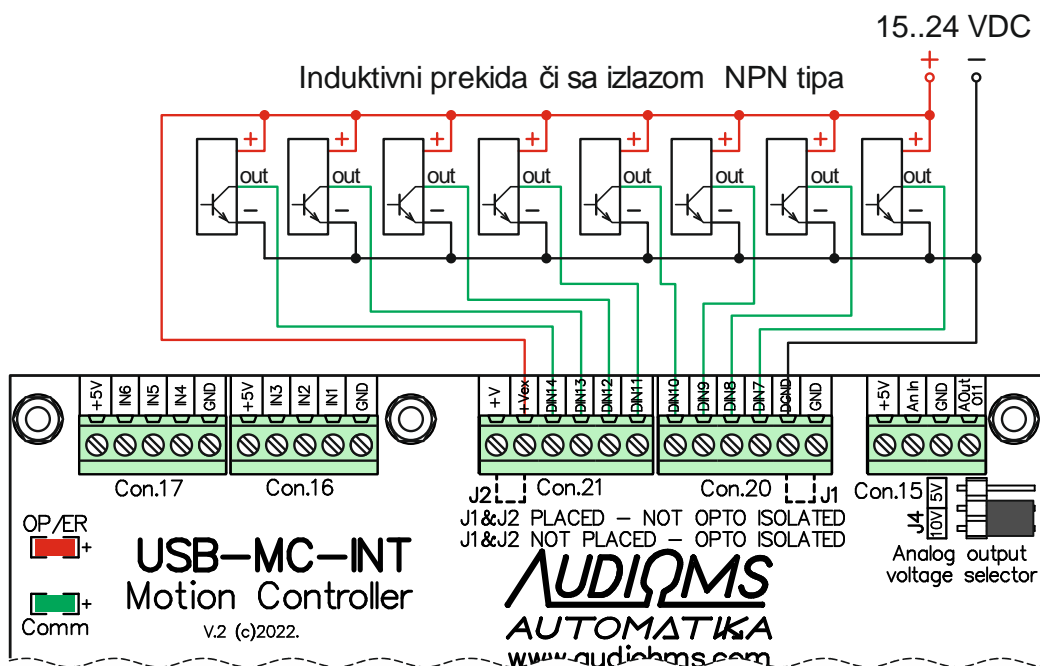 15..24 VDC
+ −
Induktivni prekida či sa izlazom NPN tipa
+ + + + + + + +
out out out out out out out out
− − − − − − − −
+5V IN6 IN5 IN4 GND
+5V IN3 IN2 IN1 GND
+V +Vex DIN14 DIN13 DIN12 DIN11
DIN10 DIN9 DIN8 DIN7 DGND GND
+5V An In GND AOut O11
Con.17
Con.16
J2
Con.21
Con.20
J1
Con.15
J1&J2 PLACED – NOT OPTO ISOLATED
J1&J2 NOT PLACED – OPTO ISOLATED
J4
10V 5V
Analog output
voltage selector
OP/ER
+
Comm
+
USB–MC–INT
Motion Controller
V.2 (c)2022.
AUDIOMS
AUTOMATIKA
www.audiohms.com